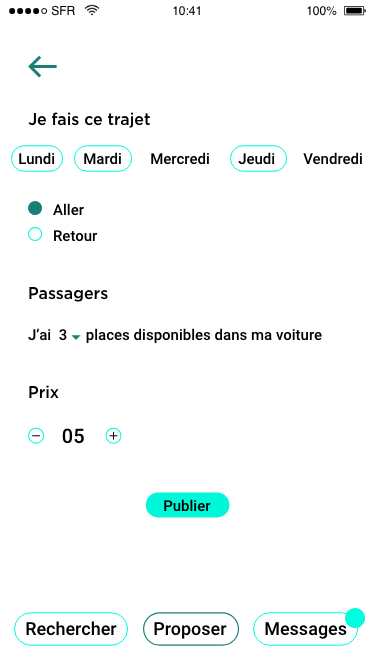 SFR 10:41 100%
Je fais ce trajet
Lundi Mardi Mercredi Jeudi Vendredi
Aller
Retour
Passagers
J'ai 3 places disponibles dans ma voiture
Prix
05
Publier
Rechercher Proposer Messages